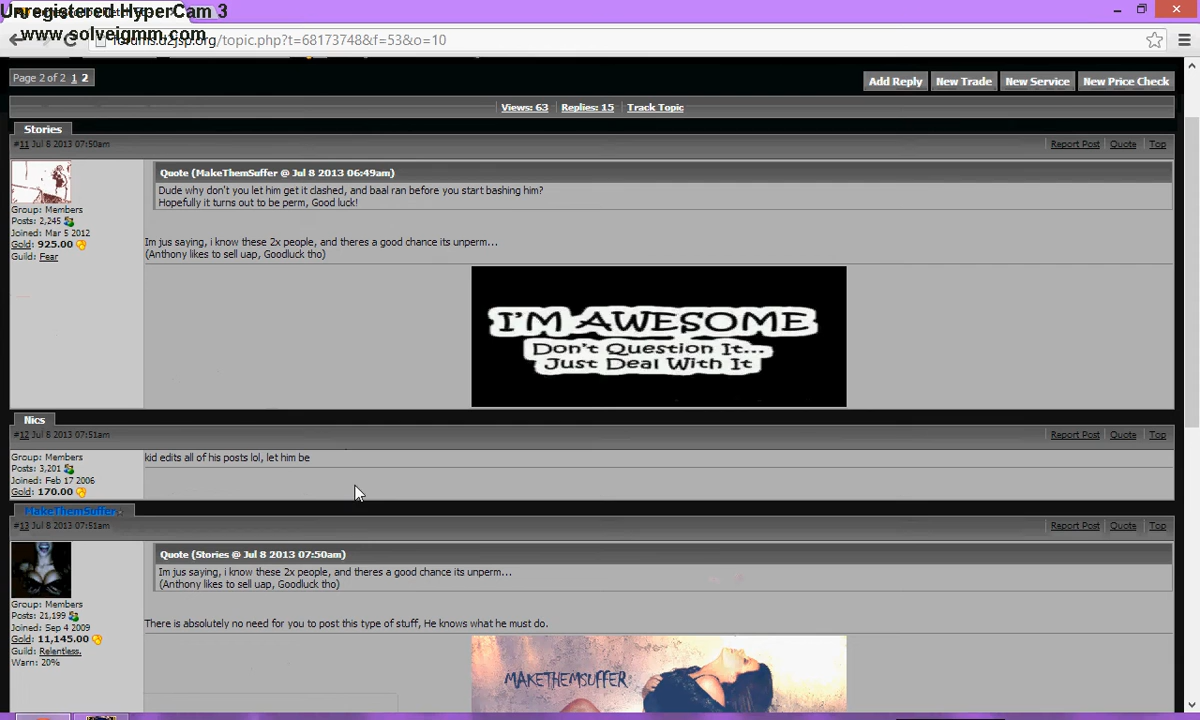 Unregistered HyperCam 3
www.solveigmm.com
forums.d2jsp.org/topic.php?t=68173748&f=53&o=10
Page 2 of 2 1 2
Add Reply New Trade New Service New Price Check
Views: 63 Replies: 15 Track Topic
Stories
#11 Jul 8 2013 07:50am Report Post Quote Top
Group: Members
Posts: 2,245
Joined: Mar 5 2012
Gold: 925.00
Guild: Fear
Quote (MakeThemSuffer @ Jul 8 2013 06:49am)
Dude why don't you let him get it clashed, and baal ran before you start bashing him?
Hopefully it turns out to be perm, Good luck!
Im jus saying, i know these 2x people, and theres a good chance its unperm...
(Anthony likes to sell uap, Goodluck tho)
I'M AWESOME
Don't Question It...
Just Deal With It
Nics
#12 Jul 8 2013 07:51am Report Post Quote Top
Group: Members
Posts: 3,201
Joined: Feb 17 2006
Gold: 170.00
kid edits all of his posts lol, let him be
MakeThemSuffer
#13 Jul 8 2013 07:51am Report Post Quote Top
Group: Members
Posts: 21,199
Joined: Sep 4 2009
Gold: 11,145.00
Guild: Relentless.
Warn: 20%
Quote (Stories @ Jul 8 2013 07:50am)
Im jus saying, i know these 2x people, and theres a good chance its unperm...
(Anthony likes to sell uap, Goodluck tho)
There is absolutely no need for you to post this type of stuff, He knows what he must do.
MAKETHEMSUFFER